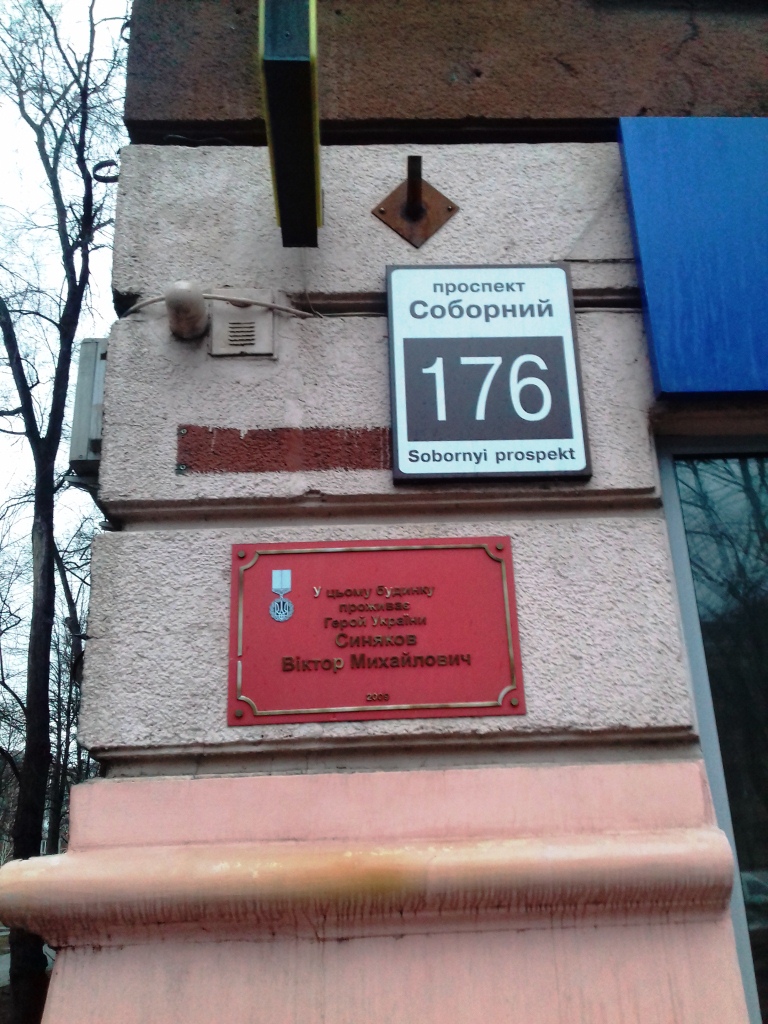 проспект
Соборний
176
Sobornyi prospekt
У цьому будинку
проживає
Герой України
Синяков
Віктор Михайлович
2009